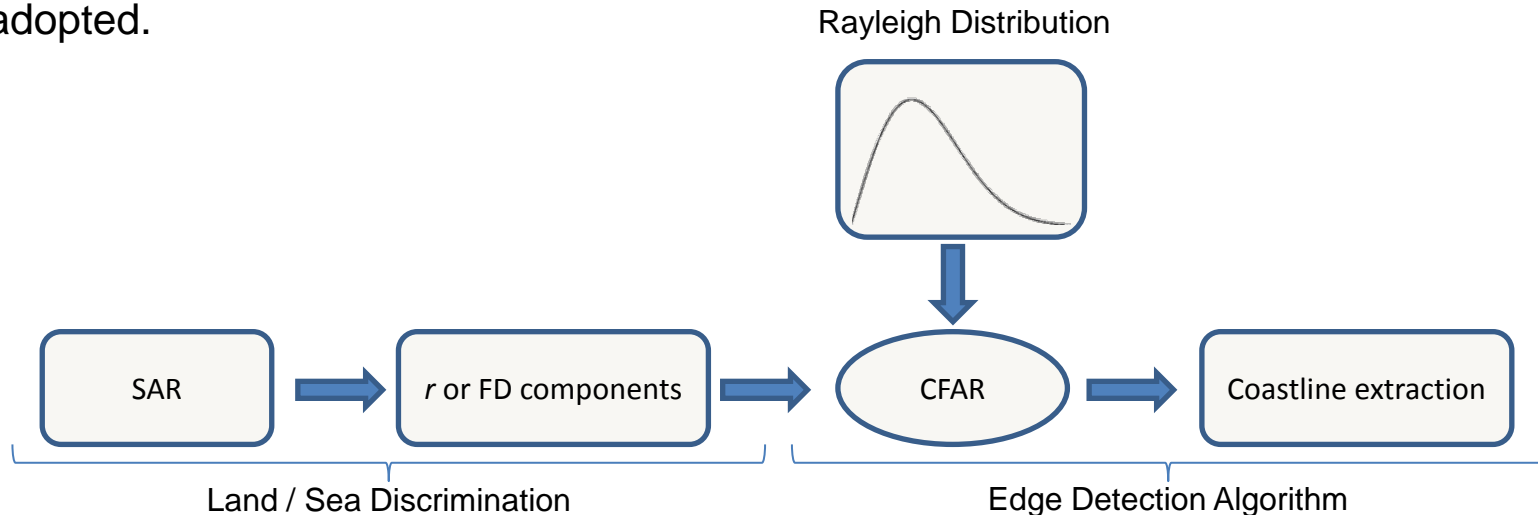 adopted.
Rayleigh Distribution
SAR
r or FD components
CFAR
Coastline extraction
Land / Sea Discrimination
Edge Detection Algorithm